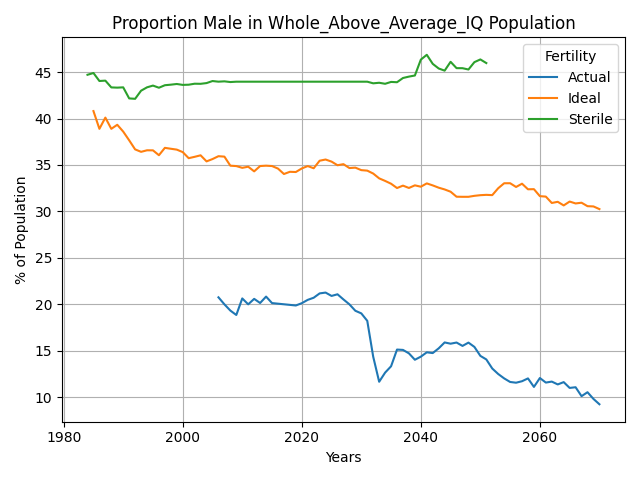 Proportion Male in Whole_Above_Average_IQ Population
% of Population
45
40
35
30
25
20
15
10
1980
2000
2020
2040
2060
Years
Fertility
Actual
Ideal
Sterile